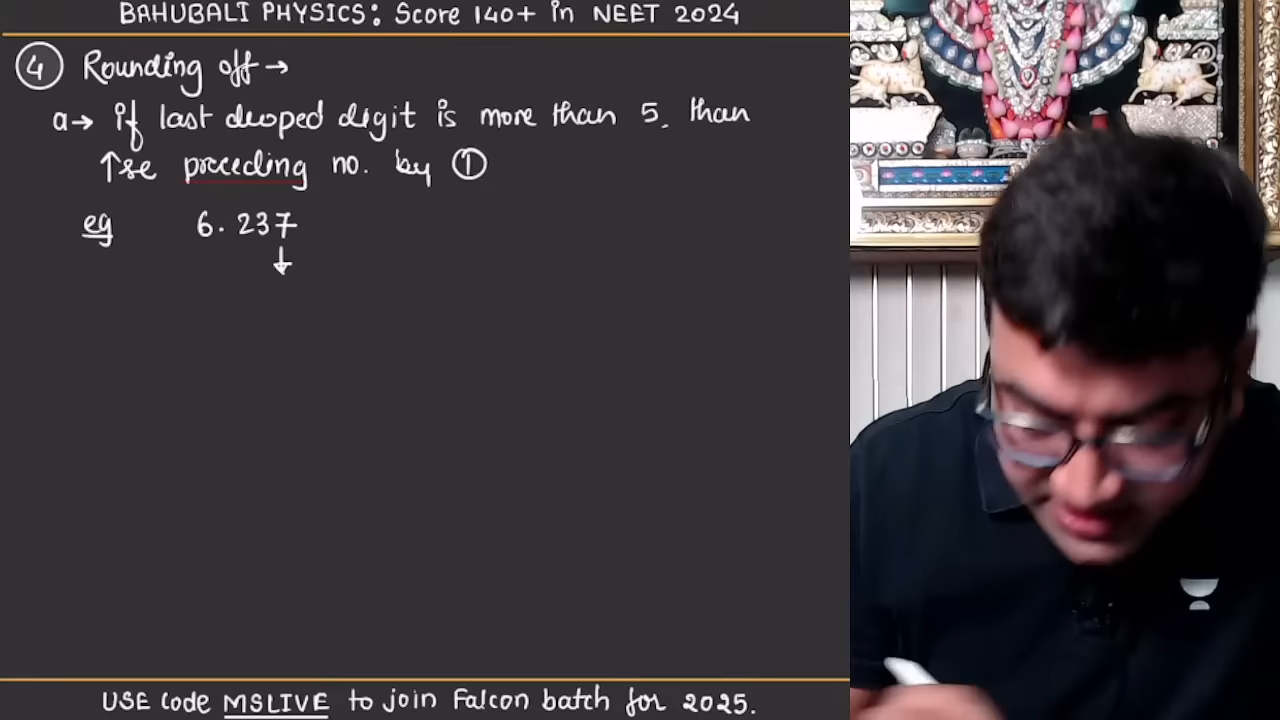 BAHUBALI PHYSICS: Score 140+ in NEET 2024
4 Rounding off →
a→ if last droped digit is more than 5, than
↑se preceding no. by 1
eg 6.237
↓
USE Code MSLIVE to join Falcon batch for 2025.